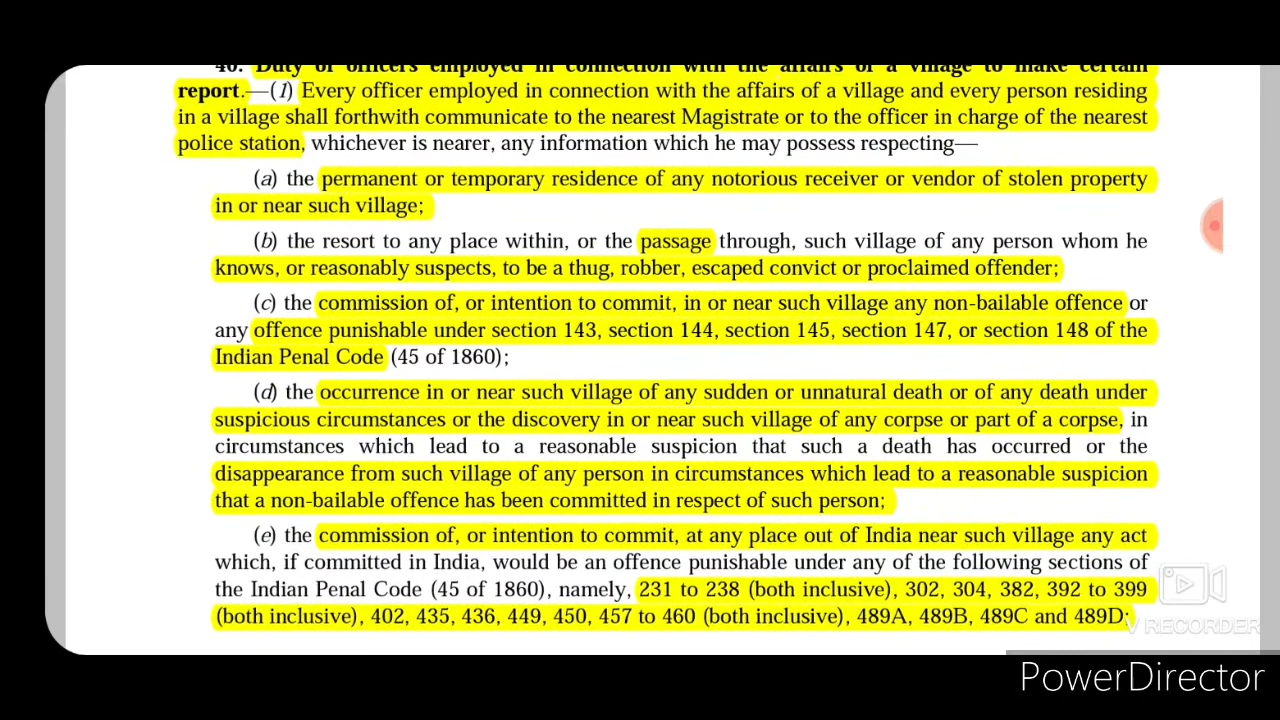 40. Duty of officers employed in connection with the affairs of a village to make certain
report.—(1) Every officer employed in connection with the affairs of a village and every person residing
in a village shall forthwith communicate to the nearest Magistrate or to the officer in charge of the nearest
police station, whichever is nearer, any information which he may possess respecting—
(a) the permanent or temporary residence of any notorious receiver or vendor of stolen property
in or near such village;
(b) the resort to any place within, or the passage through, such village of any person whom he
knows, or reasonably suspects, to be a thug, robber, escaped convict or proclaimed offender;
(c) the commission of, or intention to commit, in or near such village any non-bailable offence or
any offence punishable under section 143, section 144, section 145, section 147, or section 148 of the
Indian Penal Code (45 of 1860);
(d) the occurrence in or near such village of any sudden or unnatural death or of any death under
suspicious circumstances or the discovery in or near such village of any corpse or part of a corpse, in
circumstances which lead to a reasonable suspicion that such a death has occurred or the
disappearance from such village of any person in circumstances which lead to a reasonable suspicion
that a non-bailable offence has been committed in respect of such person;
(e) the commission of, or intention to commit, at any place out of India near such village any act
which, if committed in India, would be an offence punishable under any of the following sections of
the Indian Penal Code (45 of 1860), namely, 231 to 238 (both inclusive), 302, 304, 382, 392 to 399
(both inclusive), 402, 435, 436, 449, 450, 457 to 460 (both inclusive), 489A, 489B, 489C and 489D;
V RECORDER
PowerDirector